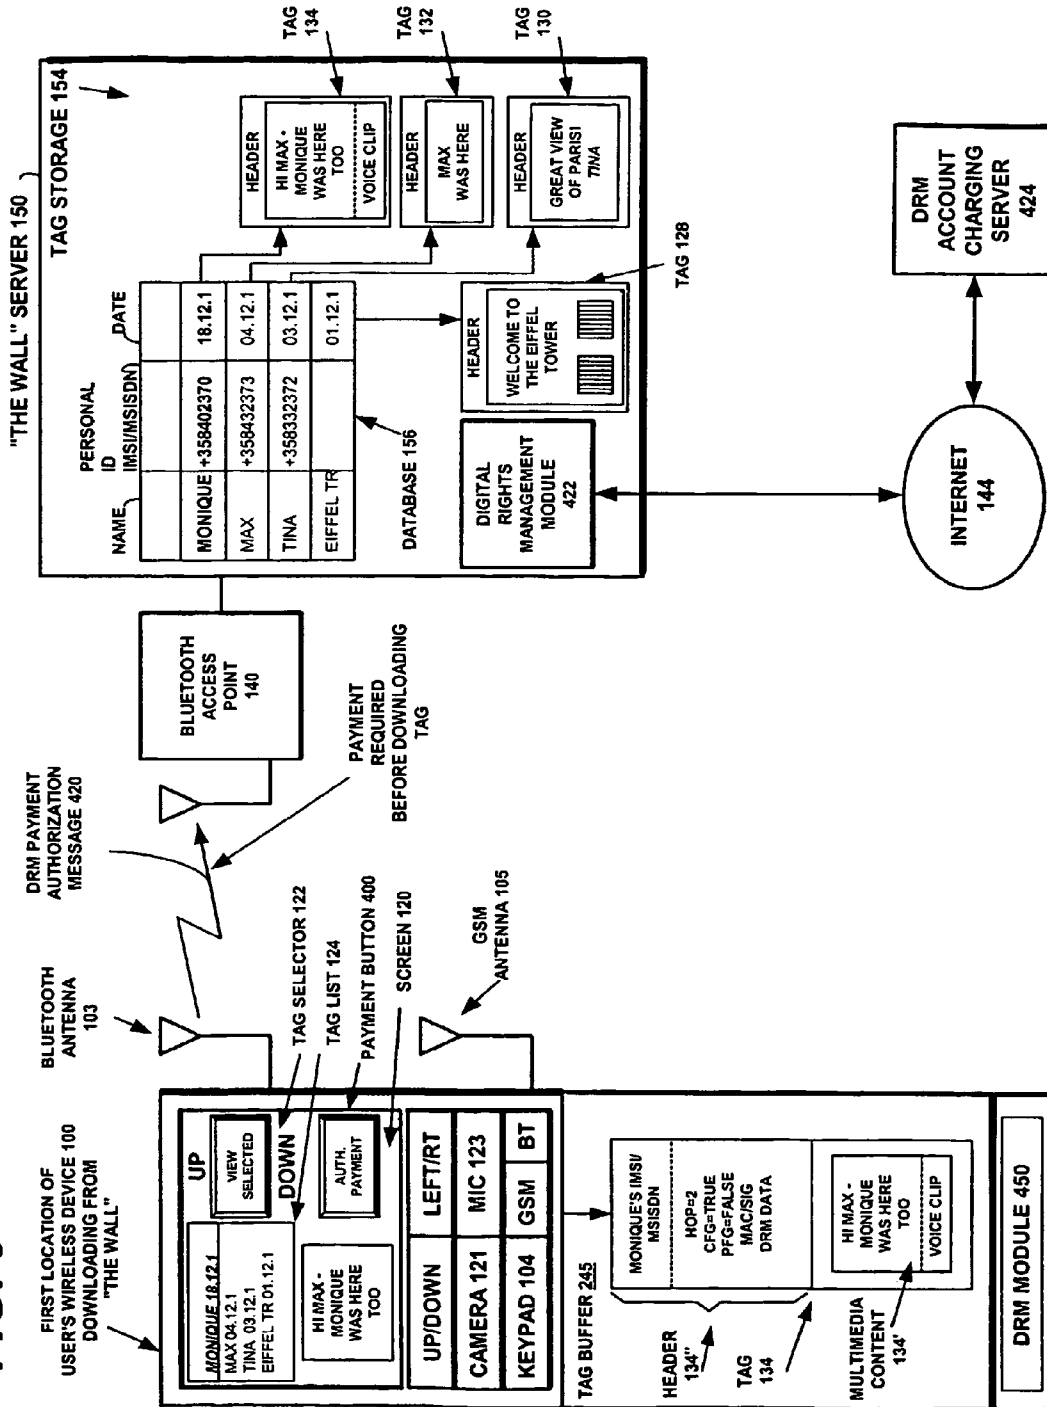 FIRST LOCATION OF
USER'S WIRELESS DEVICE 100
DOWNLOADING FROM
"THE WALL"
BLUETOOTH
ANTENNA
103
DRM PAYMENT
AUTHORIZATION
MESSAGE 420
UP
VIEW
SELECTED
DOWN
AUTH.
PAYMENT
MONIQUE 18.12.1
MAX 04.12.1
TINA 03.12.1
EIFFEL TR 01.12.1
HI MAX -
MONIQUE
WAS HERE
TOO
TAG SELECTOR 122
TAG LIST 124
PAYMENT BUTTON 400
SCREEN 120
UP/DOWN
LEFT/RT
CAMERA 121
MIC 123
KEYPAD 104
GSM
BT
GSM
ANTENNA 105
TAG BUFFER 245
MONIQUE'S IMSI/
MSISDN
HOP=2
CFG=TRUE
PFG=FALSE
MAC/SIG
DRM DATA
HI MAX -
MONIQUE
WAS HERE
TOO
VOICE CLIP
HEADER
134"
TAG
134
MULTIMEDIA
CONTENT
134'
DRM MODULE 450
PAYMENT
REQUIRED
BEFORE DOWNLOADING
TAG
BLUETOOTH
ACCESS
POINT
140
"THE WALL" SERVER 150
TAG STORAGE 154
NAME
PERSONAL
ID
IMSI/MSISDN)
DATE
MONIQUE +358402370 18.12.1
MAX +358432373 04.12.1
TINA +358332372 03.12.1
EIFFEL TR 01.12.1
DATABASE 156
TAG
134
HEADER
HI MAX -
MONIQUE
WAS HERE
TOO
VOICE CLIP
TAG
132
HEADER
MAX
WAS HERE
TAG
130
HEADER
GREAT VIEW
OF PARIS!
TINA
TAG 128
HEADER
WELCOME TO
THE EIFFEL
TOWER
DIGITAL
RIGHTS
MANAGEMENT
MODULE
422
INTERNET
144
DRM
ACCOUNT
CHARGING
SERVER
424